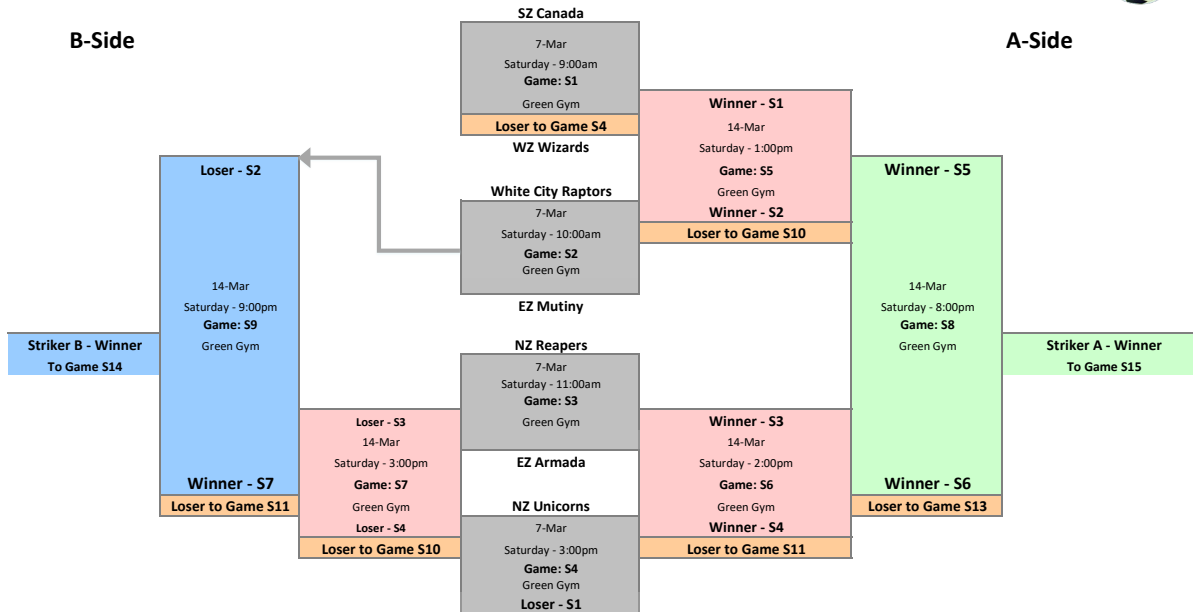 B-Side
A-Side
SZ Canada
7-Mar
Saturday - 9:00am
Game: S1
Green Gym
Loser to Game S4
WZ Wizards
White City Raptors
7-Mar
Saturday - 10:00am
Game: S2
Green Gym
EZ Mutiny
NZ Reapers
7-Mar
Saturday - 11:00am
Game: S3
Green Gym
EZ Armada
NZ Unicorns
7-Mar
Saturday - 3:00pm
Game: S4
Green Gym
Loser - S1
Winner - S1
14-Mar
Saturday - 1:00pm
Game: S5
Green Gym
Winner - S2
Loser to Game S10
Winner - S3
14-Mar
Saturday - 2:00pm
Game: S6
Green Gym
Winner - S4
Loser to Game S11
Winner - S5
14-Mar
Saturday - 8:00pm
Game: S8
Green Gym
Winner - S6
Loser to Game S13
Striker A - Winner
To Game S15
Loser - S3
14-Mar
Saturday - 3:00pm
Game: S7
Green Gym
Loser - S4
Loser to Game S10
Loser - S2
14-Mar
Saturday - 9:00pm
Game: S9
Green Gym
Winner - S7
Loser to Game S11
Striker B - Winner
To Game S14